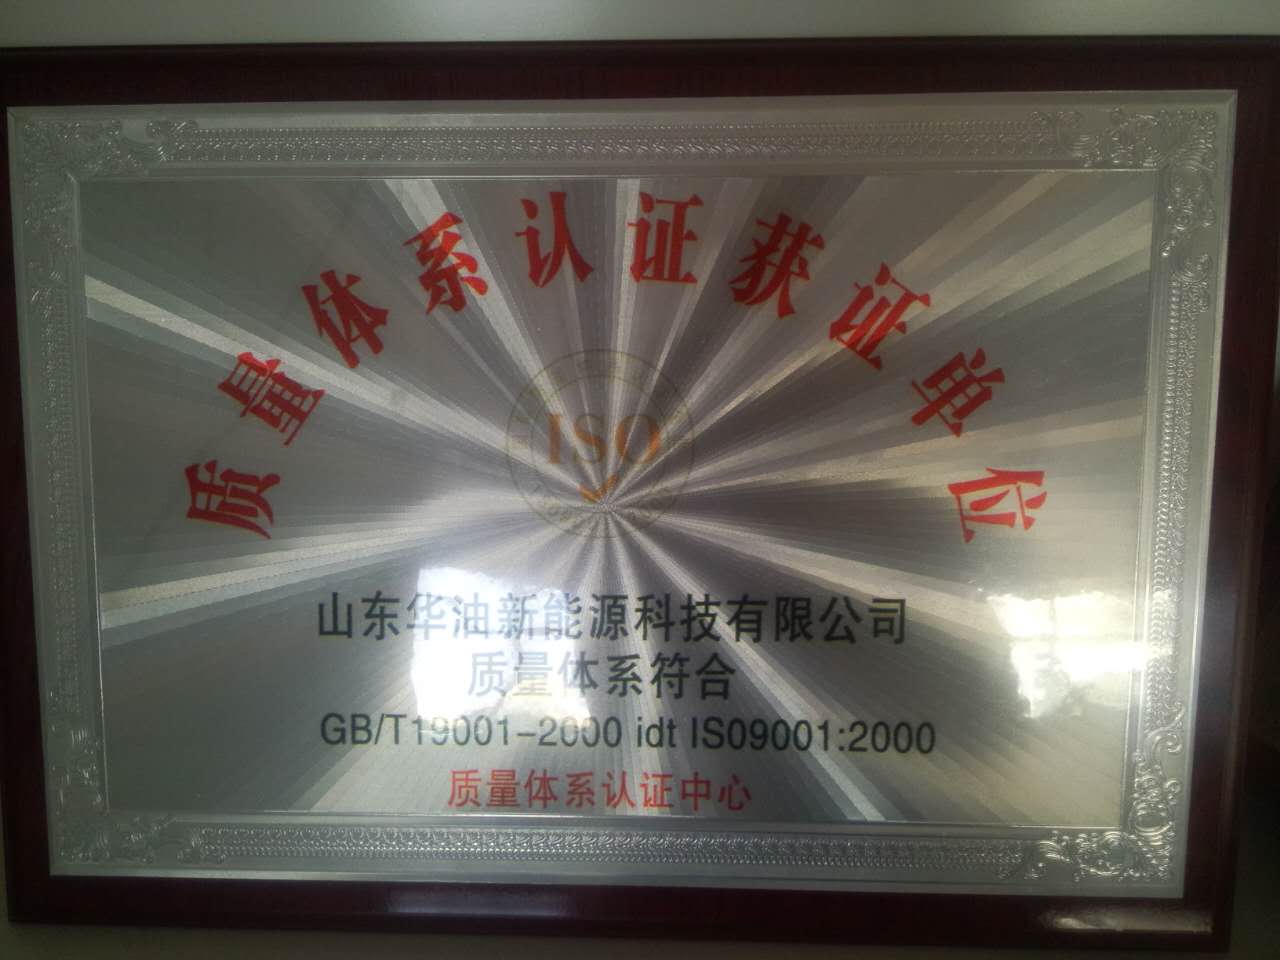 质量体系认证获证单位
ISO
山东华油新能源科技有限公司
质量体系符合
GB/T19001-2000 idt ISO9001:2000
质量体系认证中心